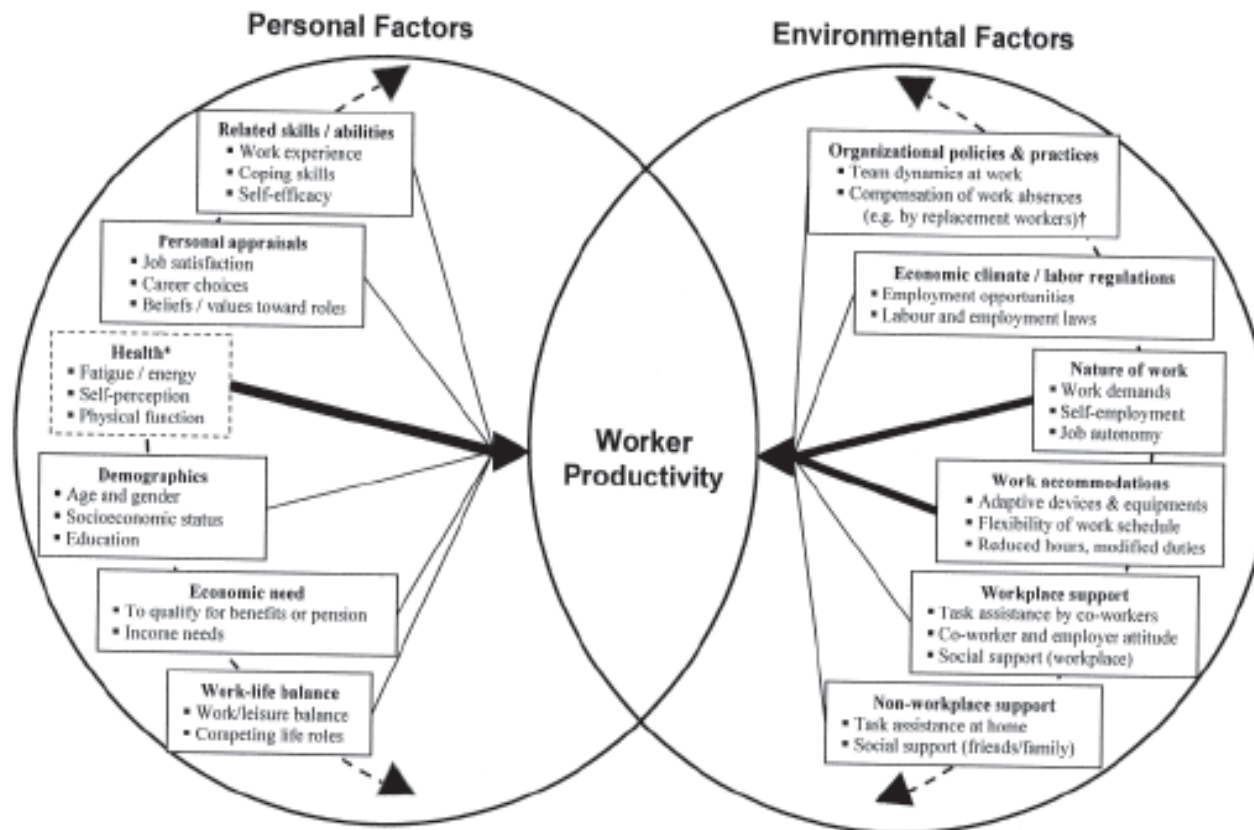 Personal Factors
Related skills / abilities
▪ Work experience
▪ Coping skills
▪ Self-efficacy
Personal appraisals
▪ Job satisfaction
▪ Career choices
▪ Beliefs / values toward roles
Health*
▪ Fatigue / energy
▪ Self-perception
▪ Physical function
Demographics
▪ Age and gender
▪ Socioeconomic status
▪ Education
Economic need
▪ To qualify for benefits or pension
▪ Income needs
Work-life balance
▪ Work/leisure balance
▪ Competing life roles
Worker
Productivity
Environmental Factors
Organizational policies & practices
▪ Team dynamics at work
▪ Compensation of work absences
(e.g. by replacement workers)†
Economic climate / labor regulations
▪ Employment opportunities
▪ Labour and employment laws
Nature of work
▪ Work demands
▪ Self-employment
▪ Job autonomy
Work accommodations
▪ Adaptive devices & equipments
▪ Flexibility of work schedule
▪ Reduced hours, modified duties
Workplace support
▪ Task assistance by co-workers
▪ Co-worker and employer attitude
▪ Social support (workplace)
Non-workplace support
▪ Task assistance at home
▪ Social support (friends/family)